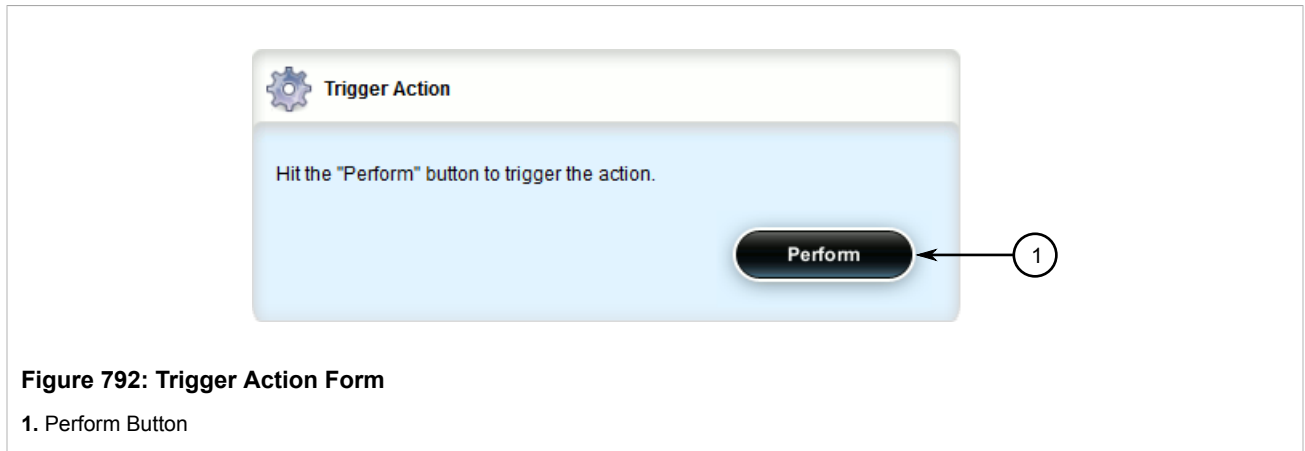 Trigger Action
Hit the "Perform" button to trigger the action.
Perform
1
Figure 792: Trigger Action Form
1. Perform Button